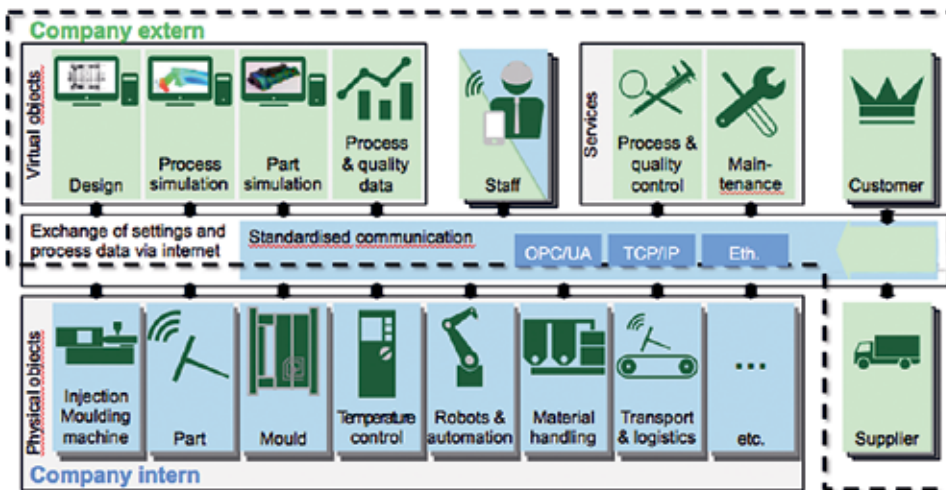 Company extern
Virtual objects
Design
Process
simulation
Part
simulation
Process
& quality
data
Staff
Services
Process &
quality
control
Main-
tenance
Customer
Exchange of settings and
process data via internet
Standardised communication
OPC/UA
TCP/IP
Eth.
Physical objects
Injection
Moulding
machine
Part
Mould
Temperature
control
Robots &
automation
Material
handling
Transport
& logistics
...
etc.
Supplier
Company intern